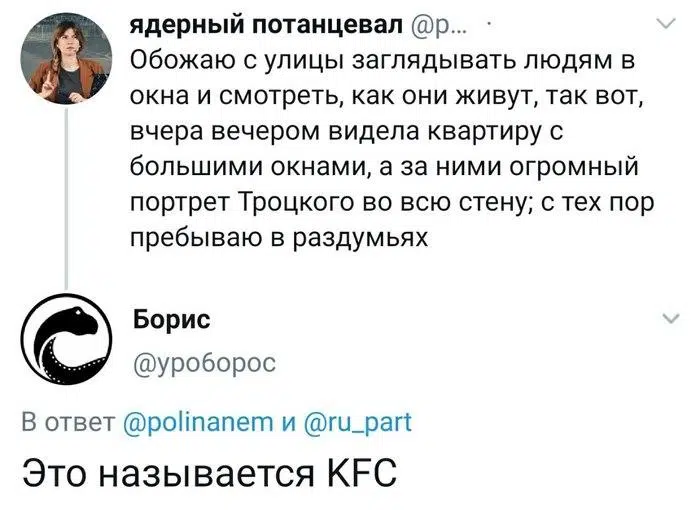 ядерный потанцевал @p... ·
Обожаю с улицы заглядывать людям в
окна и смотреть, как они живут, так вот,
вчера вечером видела квартиру с
большими окнами, а за ними огромный
портрет Троцкого во всю стену; с тех пор
пребываю в раздумьях
Борис
@ypoборос
В ответ @polinanem и @ru_part
Это называется KFC